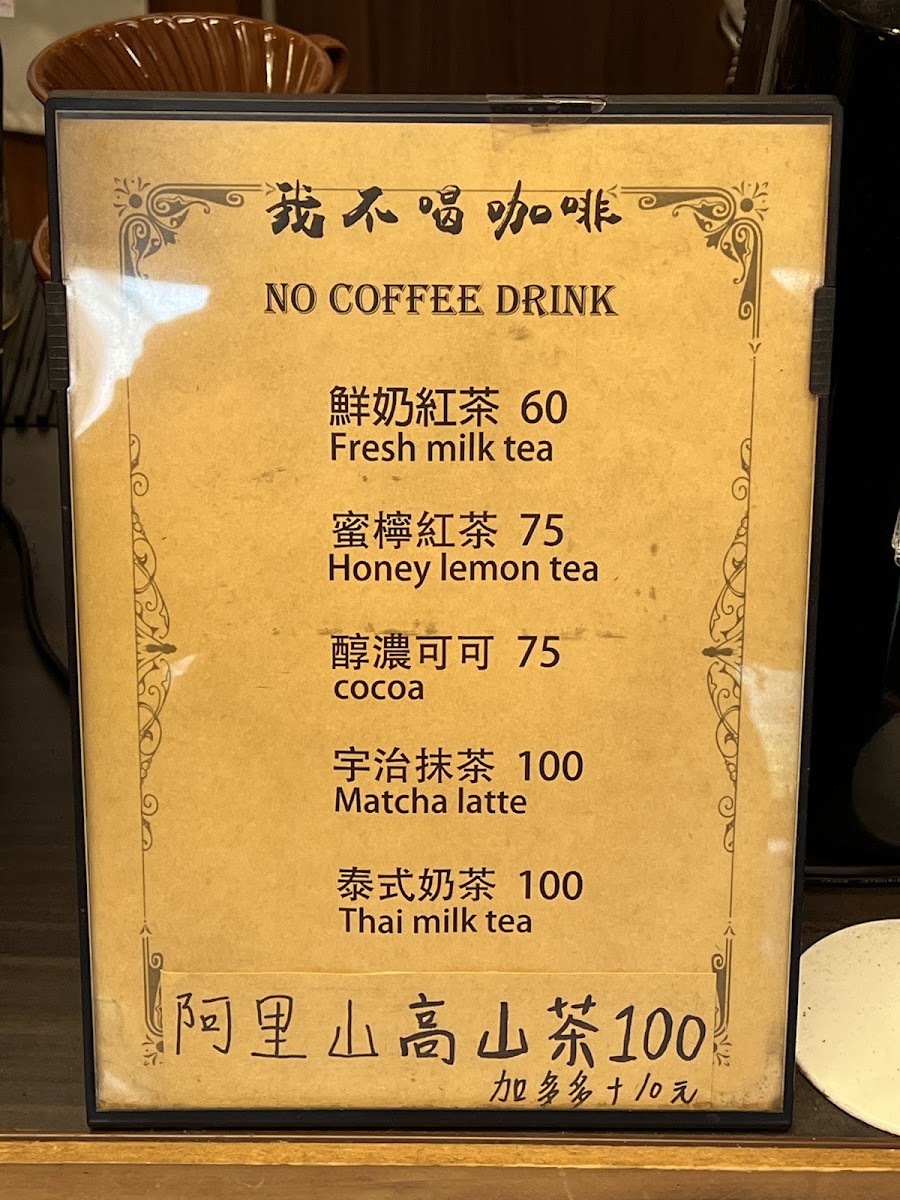 我不喝咖啡
NO COFFEE DRINK
鮮奶紅茶 60
Fresh milk tea
蜜檸紅茶 75
Honey lemon tea
醇濃可可 75
cocoa
宇治抹茶 100
Matcha latte
泰式奶茶 100
Thai milk tea
阿里山高山茶100
加多多+10元